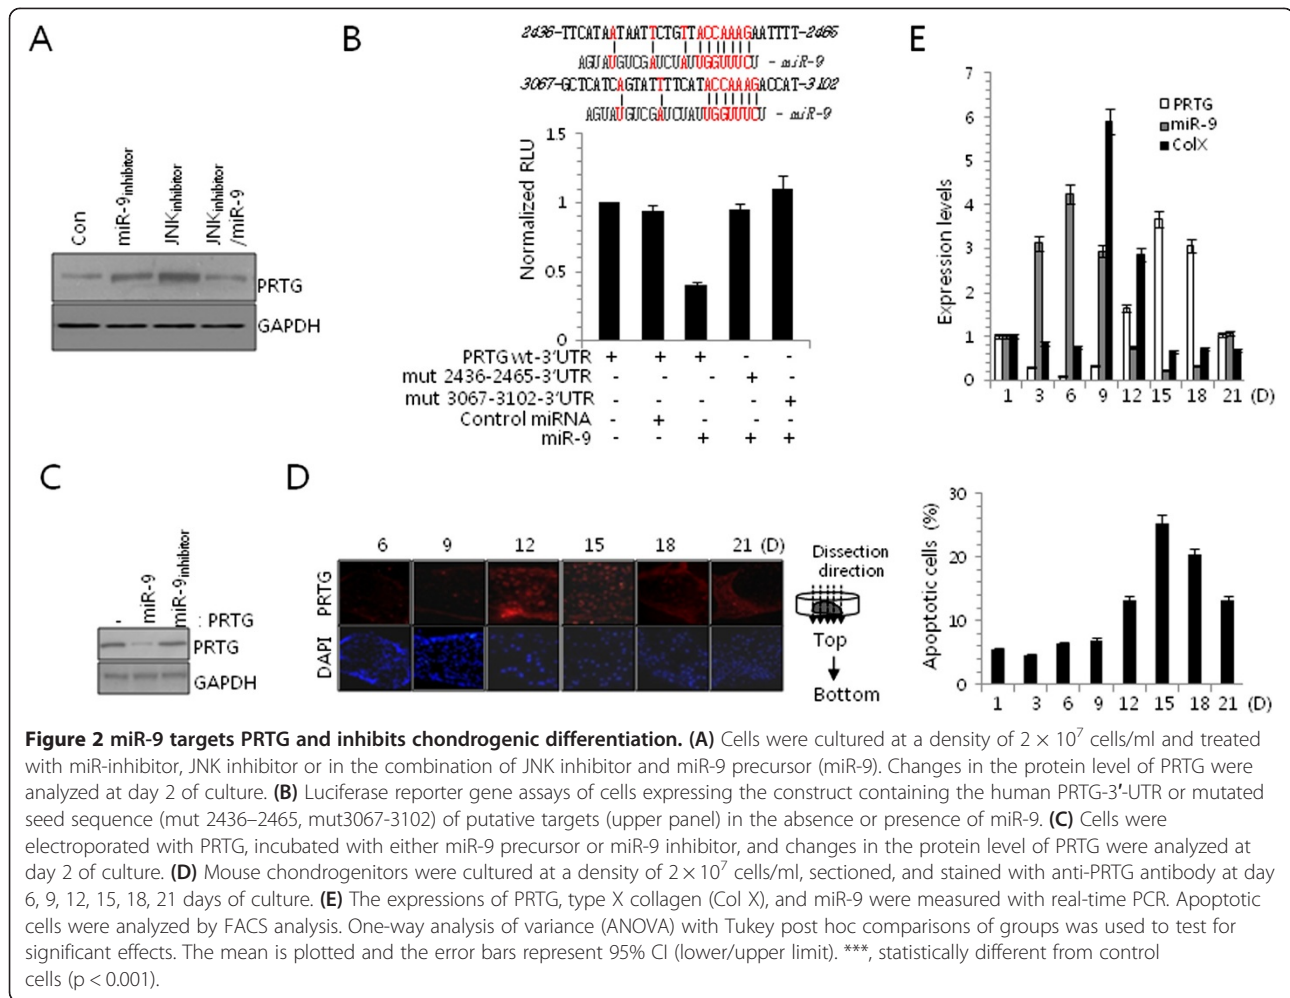 A
Con
miR-9inhibitor
JNKinhibitor
JNKinhibitor
/miR-9
PRTG
GAPDH
B
2436-TTCATAATAATTCTGTTACCAAAGAATTTT-2465
AGUAUGUCGAUCUAUUGGUUUCU - miR-9
3067-GCTCATCAGTATTTTCATACCAAAGACCAT-3102
AGUAUGUCGAUCUAUUGGUUUCU - miR-9
Normalized RLU
1.5
1
0.5
0
PRTG wt-3'UTR + + + - -
mut 2436-2465-3'UTR - - - + -
mut 3067-3102-3'UTR - - - - +
Control miRNA - + - - -
miR-9 - - + + +
E
Expression levels
7
6
5
4
3
2
1
0
PRTG
miR-9
ColX
1 3 6 9 12 15 18 21 (D)
C
-
miR-9
miR-9inhibitor
: PRTG
PRTG
GAPDH
D
6 9 12 15 18 21 (D)
PRTG
DAPI
Dissection
direction
Top
Bottom
Apoptotic cells (%)
30
20
10
0
1 3 6 9 12 15 18 21 (D)
Figure 2 miR-9 targets PRTG and inhibits chondrogenic differentiation. (A) Cells were cultured at a density of 2 × 10⁷ cells/ml and treated
with miR-inhibitor, JNK inhibitor or in the combination of JNK inhibitor and miR-9 precursor (miR-9). Changes in the protein level of PRTG were
analyzed at day 2 of culture. (B) Luciferase reporter gene assays of cells expressing the construct containing the human PRTG-3′-UTR or mutated
seed sequence (mut 2436–2465, mut3067-3102) of putative targets (upper panel) in the absence or presence of miR-9. (C) Cells were
electroporated with PRTG, incubated with either miR-9 precursor or miR-9 inhibitor, and changes in the protein level of PRTG were analyzed at
day 2 of culture. (D) Mouse chondrogenitors were cultured at a density of 2 × 10⁷ cells/ml, sectioned, and stained with anti-PRTG antibody at day
6, 9, 12, 15, 18, 21 days of culture. (E) The expressions of PRTG, type X collagen (Col X), and miR-9 were measured with real-time PCR. Apoptotic
cells were analyzed by FACS analysis. One-way analysis of variance (ANOVA) with Tukey post hoc comparisons of groups was used to test for
significant effects. The mean is plotted and the error bars represent 95% CI (lower/upper limit). ***, statistically different from control
cells (p < 0.001).